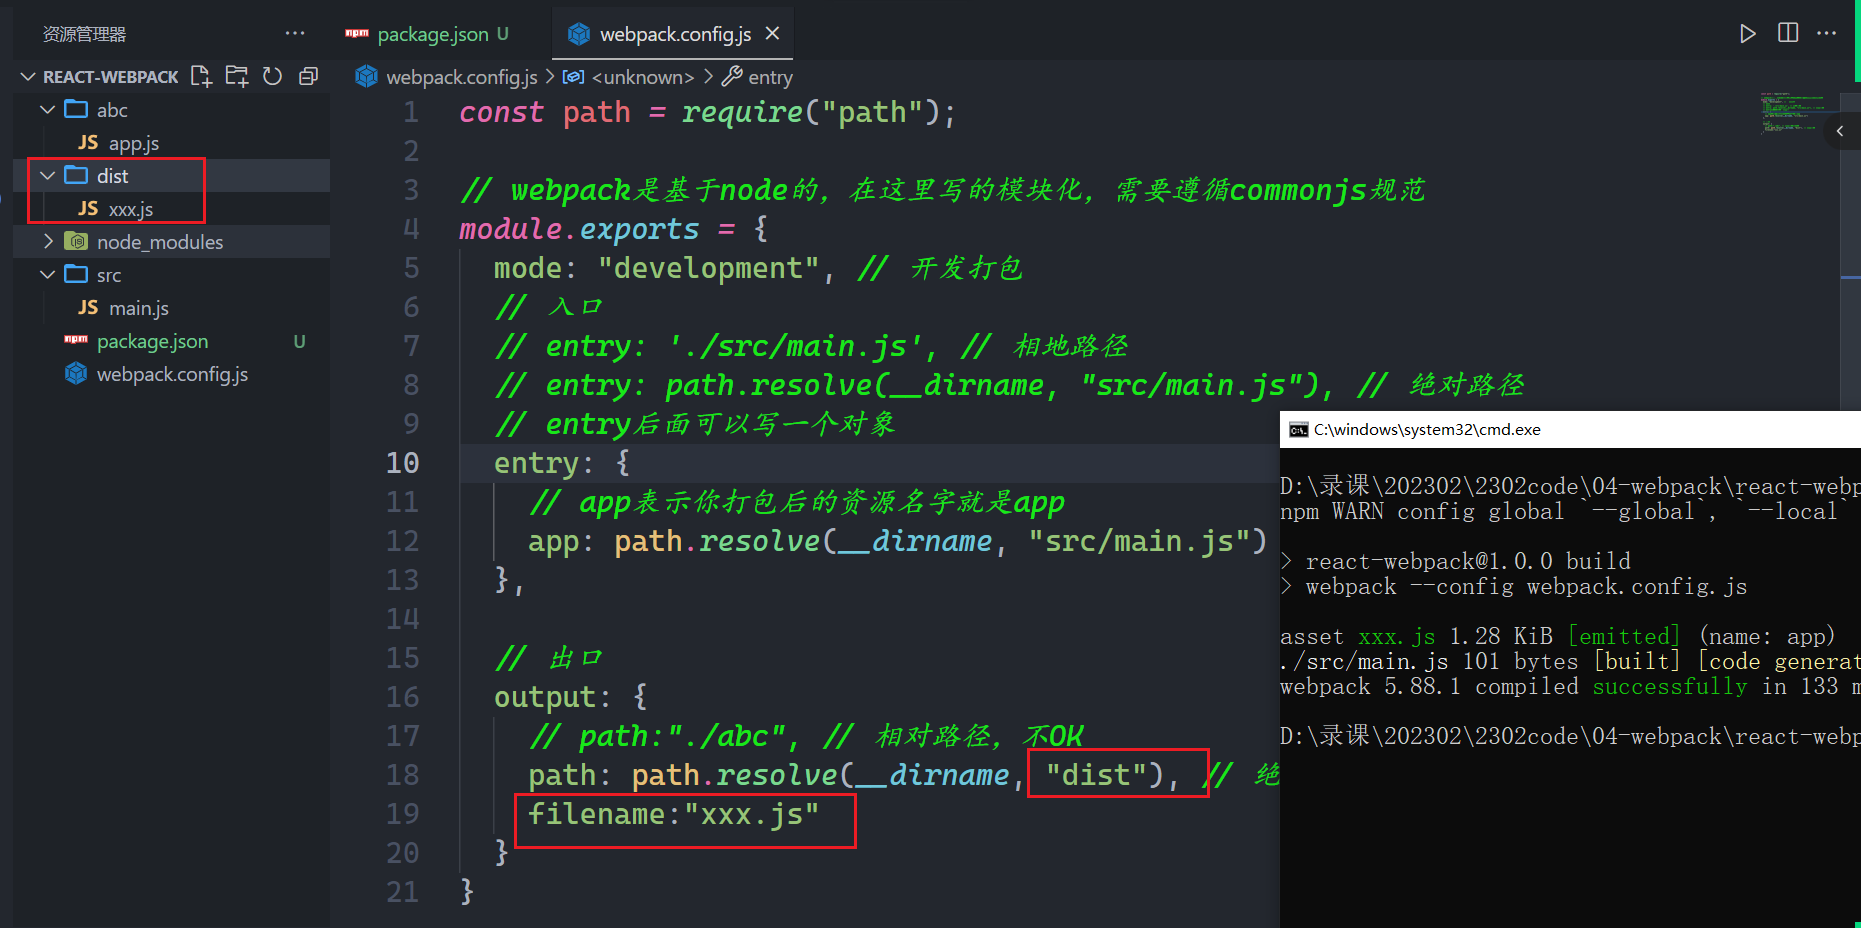 资源管理器
REACT-WEBPACK
abc
JS app.js
dist
JS xxx.js
node_modules
src
JS main.js
package.json U
webpack.config.js
package.json U
webpack.config.js
webpack.config.js > <unknown> > entry
1 const path = require("path");
2
3 // webpack是基于node的，在这里写的模块化，需要遵循commonjs规范
4 module.exports = {
5 mode: "development", // 开发打包
6 // 入口
7 // entry: './src/main.js', // 相地路径
8 // entry: path.resolve(__dirname, "src/main.js"), // 绝对路径
9 // entry后面可以写一个对象
10 entry: {
11 // app表示你打包后的资源名字就是app
12 app: path.resolve(__dirname, "src/main.js")
13 },
14
15 // 出口
16 output: {
17 // path:"./abc", // 相对路径，不OK
18 path: path.resolve(__dirname, "dist"), // 绝
19 filename:"xxx.js"
20 }
21 }
C:\windows\system32\cmd.exe
D:\录课\202302\2302code\04-webpack\react-webp
npm WARN config global `--global`, `--local`
> react-webpack@1.0.0 build
> webpack --config webpack.config.js
asset xxx.js 1.28 KiB [emitted] (name: app)
./src/main.js 101 bytes [built] [code generat
webpack 5.88.1 compiled successfully in 133 m
D:\录课\202302\2302code\04-webpack\react-webp